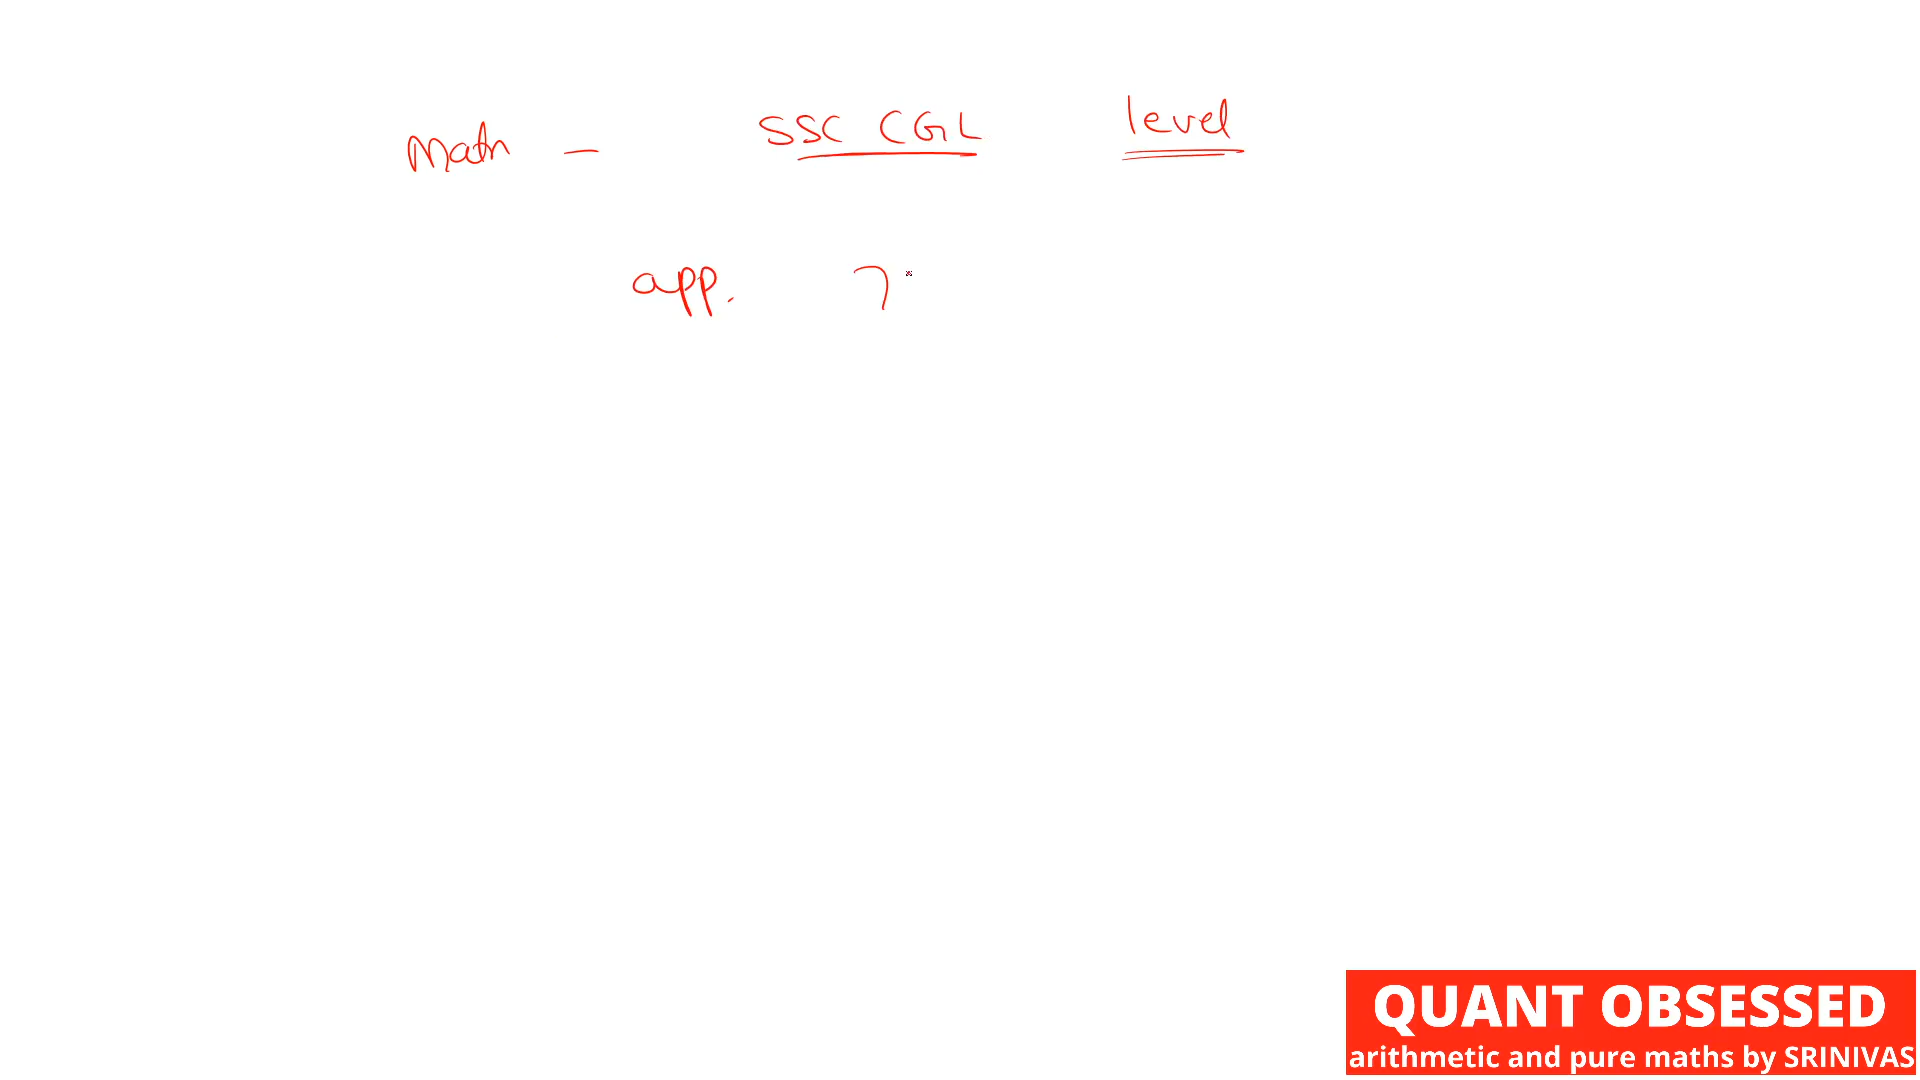 Math - SSC CGL level
app. 7
QUANT OBSESSED
arithmetic and pure maths by SRINIVAS